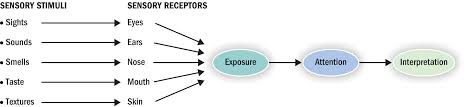 SENSORY STIMULI SENSORY RECEPTORS
• Sights Eyes
• Sounds Ears
• Smells Nose
Exposure Attention Interpretation
• Taste Mouth
• Textures Skin